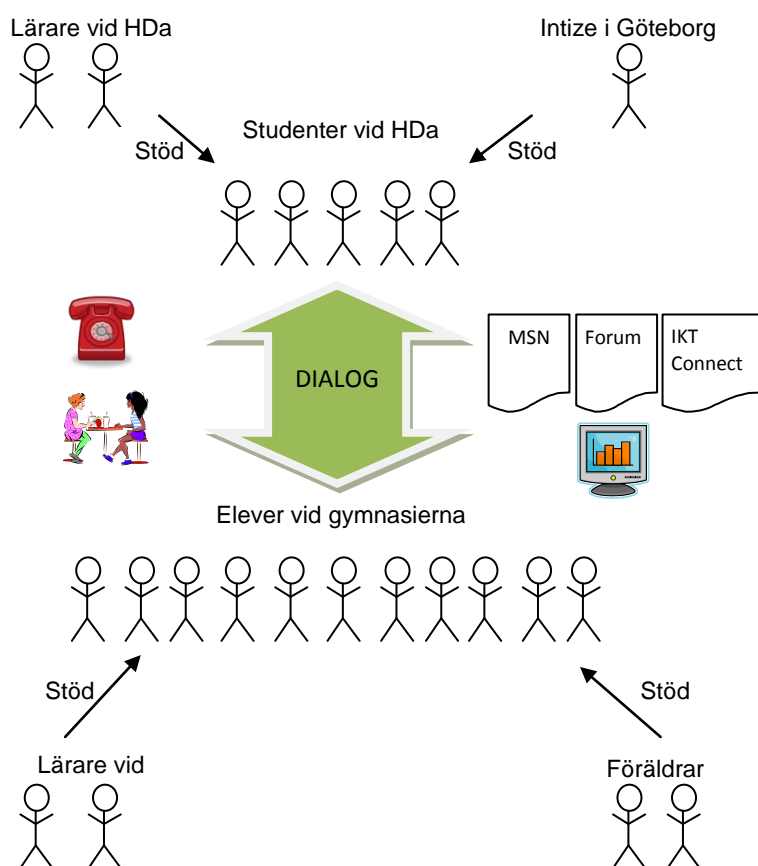 Lärare vid HDa
Intize i Göteborg
Studenter vid HDa
Stöd
Stöd
MSN
Forum
IKT
Connect
DIALOG
Elever vid gymnasierna
Stöd
Stöd
Lärare vid
Föräldrar